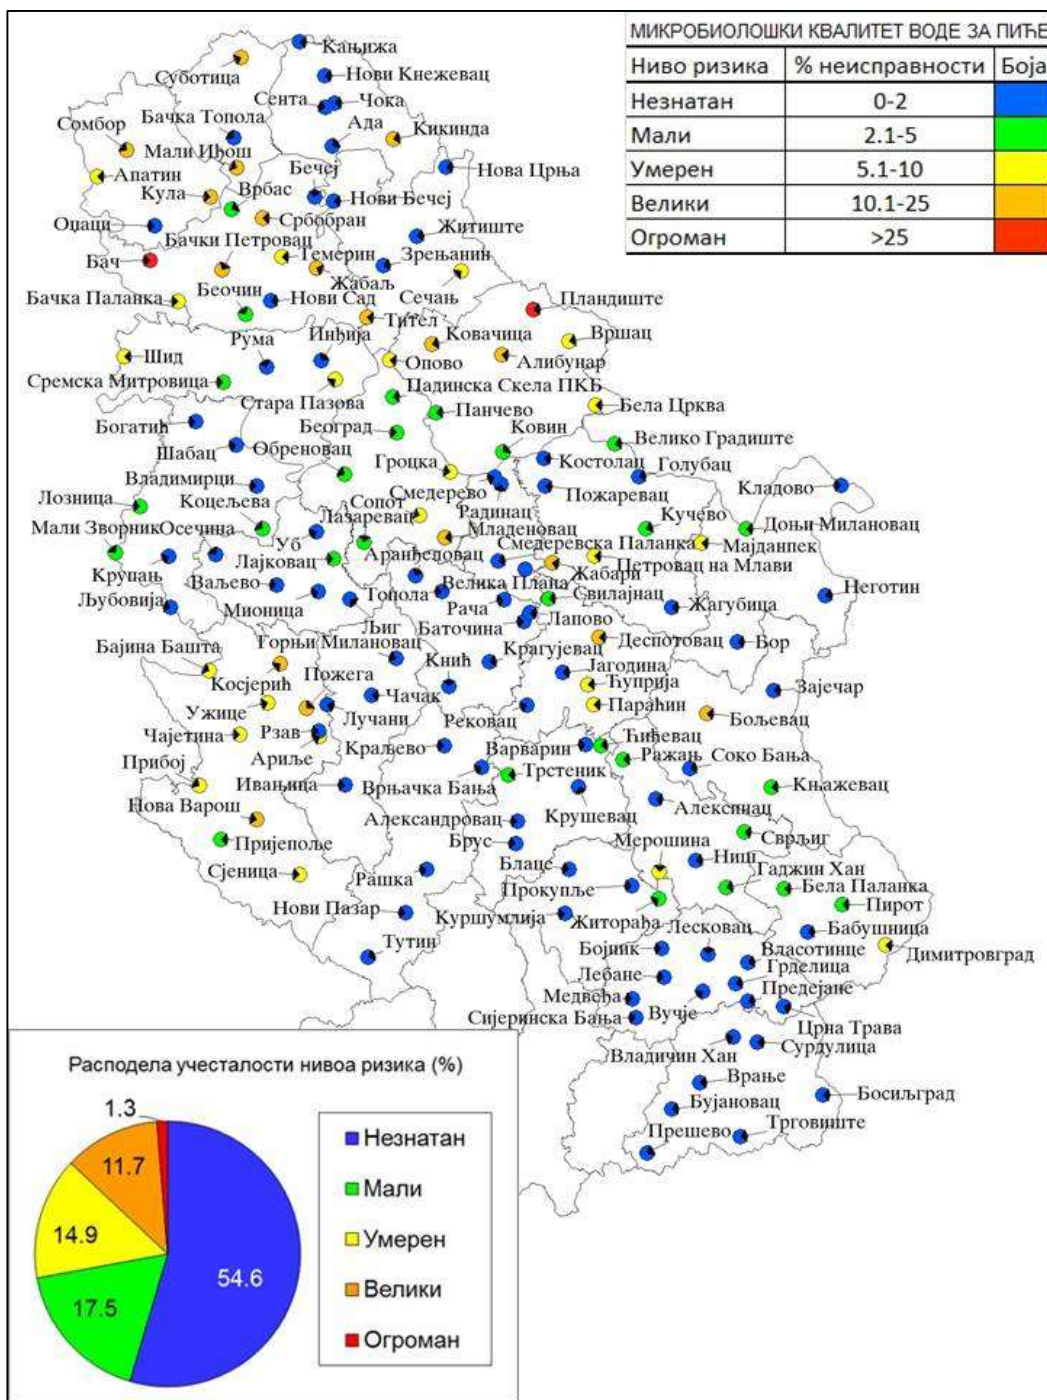 МИКРОБИОЛОШКИ КВАЛИТЕТ ВОДЕ ЗА ПИЋЕ
Ниво ризика % неисправности Боја
Незнатан 0-2
Мали 2.1-5
Умерен 5.1-10
Велики 10.1-25
Огроман >25
Кањижа
Суботица
Нови Кнежевац
Сента
Чока
Бачка Топола
Сомбор
Ада
Кикинда
Мали Иђош
Апатин
Бечеј
Нова Црња
Кула
Врбас
Нови Бечеј
Оџаци
Србобран
Житиште
Бачки Петровац
Бач
Темерин
Зрењанин
Жабаљ
Сечањ
Беочин
Бачка Паланка
Нови Сад
Пландиште
Тител
Ковачица
Вршац
Рума
Инђија
Шид
Опово
Алибунар
Сремска Митровица
Падинска Скела ПКБ
Стара Пазова
Панчево
Бела Црква
Богатић
Београд
Ковин
Велико Градиште
Шабац
Обреновац
Гроцка
Костолац
Голубац
Владимирци
Смедерево
Пожаревац
Кладово
Лозница
Коцељева
Сопот
Радинац
Кучево
Мали Зворник
Осечина
Лазаревац
Младеновац
Доњи Милановац
Уб
Аранђеловац
Смедеревска Паланка
Мајданпек
Крупањ
Лајковац
Петровац на Млави
Ваљево
Жабари
Топола
Велика Плана
Неготин
Љубовија
Мионица
Рача
Свилајнац
Жагубица
Љиг
Баточина
Лапово
Бајина Башта
Горњи Милановац
Деспотовац
Бор
Косјерић
Пожега
Кнић
Крагујевац
Јагодина
Ћуприја
Зајечар
Ужице
Чачак
Лучани
Рековац
Параћин
Бољевац
Чајетина
Рзав
Ариље
Краљево
Варварин
Ћићевац
Прибој
Ражањ
Соко Бања
Ивањица
Врњачка Бања
Трстеник
Књажевац
Нова Варош
Алексинац
Александровац
Крушевац
Пријепоље
Сврљиг
Брус
Мерошина
Сјеница
Ниш
Блаце
Гаџин Хан
Рашка
Прокупље
Бела Паланка
Пирот
Нови Пазар
Куршумлија
Житорађа
Лесковац
Бабушница
Тутин
Бојник
Власотинце
Димитровград
Грделица
Лебане
Предејане
Медвеђа
Сијеринска Бања
Вучје
Црна Трава
Владичин Хан
Сурдулица
Врање
Босиљград
Бујановац
Прешево
Трговиште
Расподела учесталости нивоа ризика (%)
1.3
11.7
14.9
17.5
54.6
Незнатан
Мали
Умерен
Велики
Огроман